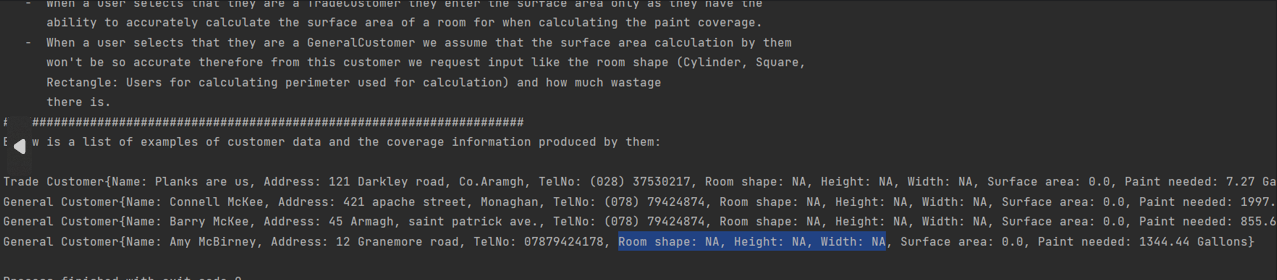 - When a user selects that they are a TradeCustomer they enter the surface area only as they have the
ability to accurately calculate the surface area of a room for when calculating the paint coverage.
- When a user selects that they are a GeneralCustomer we assume that the surface area calculation by them
won't be so accurate therefore from this customer we request input like the room shape (Cylinder, Square,
Rectangle: Users for calculating perimeter used for calculation) and how much wastage
there is.
####################################################################
is a list of examples of customer data and the coverage information produced by them:
Trade Customer{Name: Planks are us, Address: 121 Darkley road, Co.Aramgh, TelNo: (028) 37530217, Room shape: NA, Height: NA, Width: NA, Surface area: 0.0, Paint needed: 7.27 Ga
General Customer{Name: Connell McKee, Address: 421 apache street, Monaghan, TelNo: (078) 79424874, Room shape: NA, Height: NA, Width: NA, Surface area: 0.0, Paint needed: 1997.
General Customer{Name: Barry McKee, Address: 45 Armagh, saint patrick ave., TelNo: (078) 79424874, Room shape: NA, Height: NA, Width: NA, Surface area: 0.0, Paint needed: 855.6
General Customer{Name: Amy McBirney, Address: 12 Granemore road, TelNo: 07879424178, Room shape: NA, Height: NA, Width: NA, Surface area: 0.0, Paint needed: 1344.44 Gallons}
Process finished with exit code 0